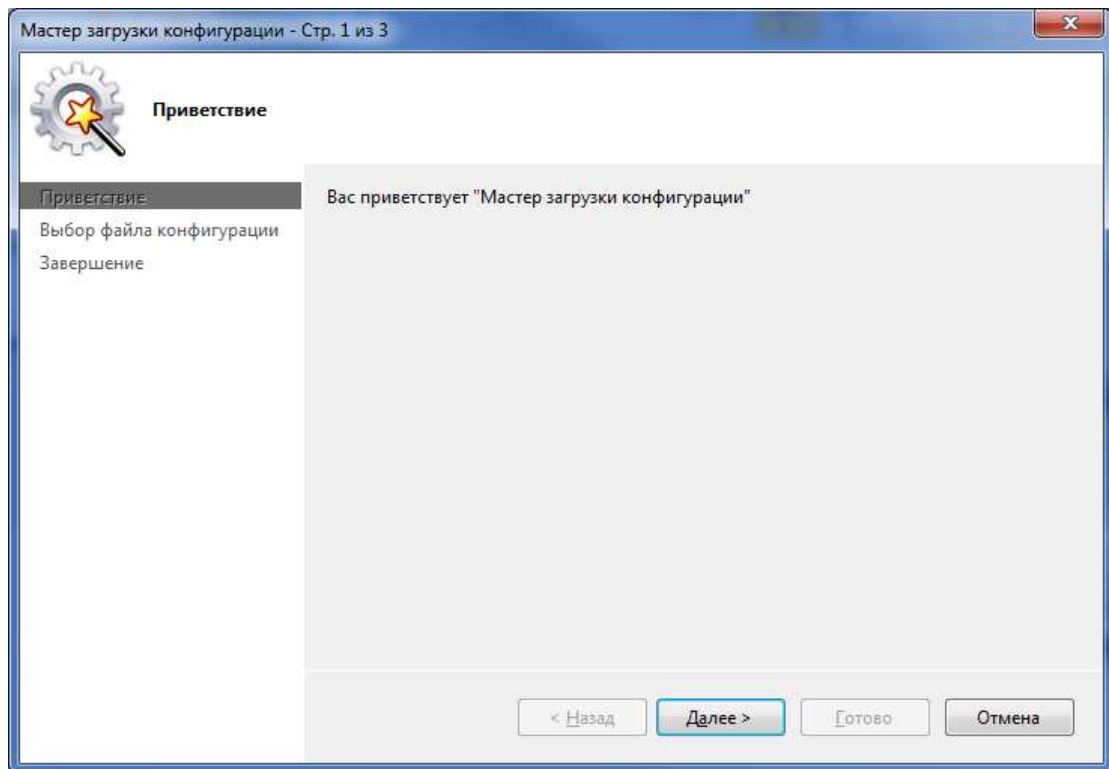 Мастер загрузки конфигурации - Стр. 1 из 3
Приветствие
Приветствие
Выбор файла конфигурации
Завершение
Вас приветствует "Мастер загрузки конфигурации"
< Назад
Далее >
Готово
Отмена